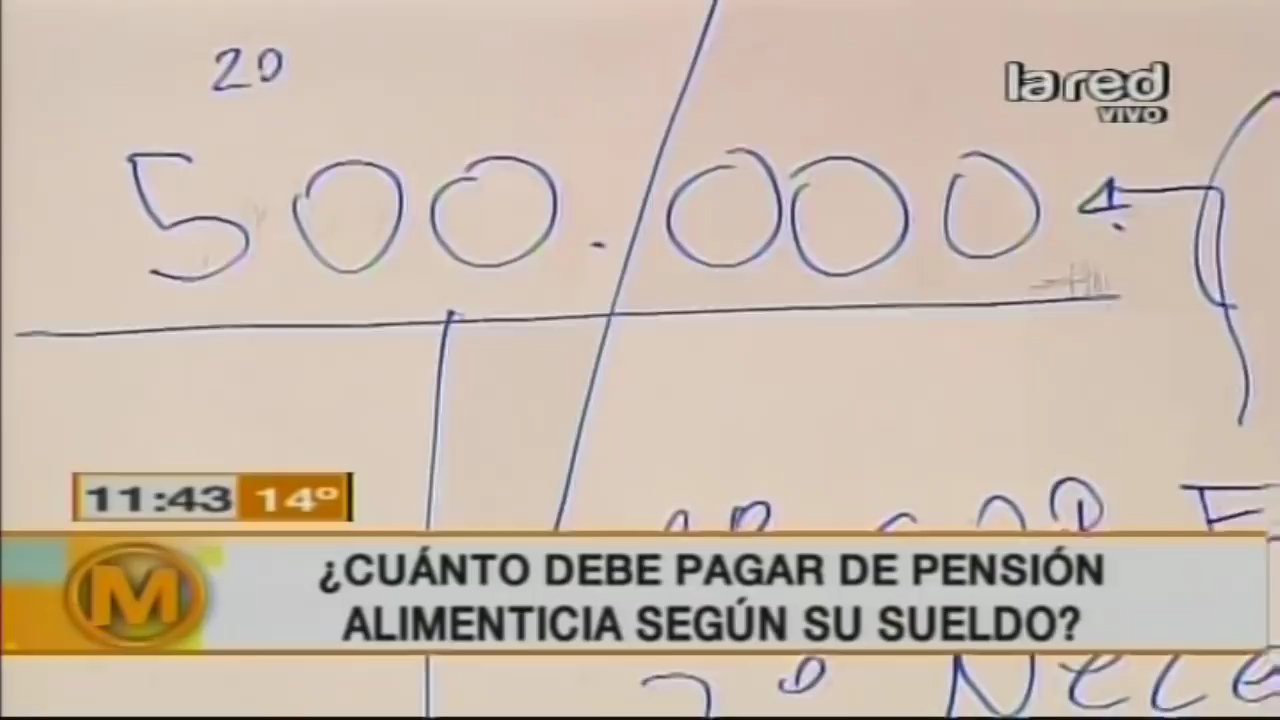 20
la red
VIVO
500.000
11:43 14º
M
¿CUÁNTO DEBE PAGAR DE PENSIÓN
ALIMENTICIA SEGÚN SU SUELDO?